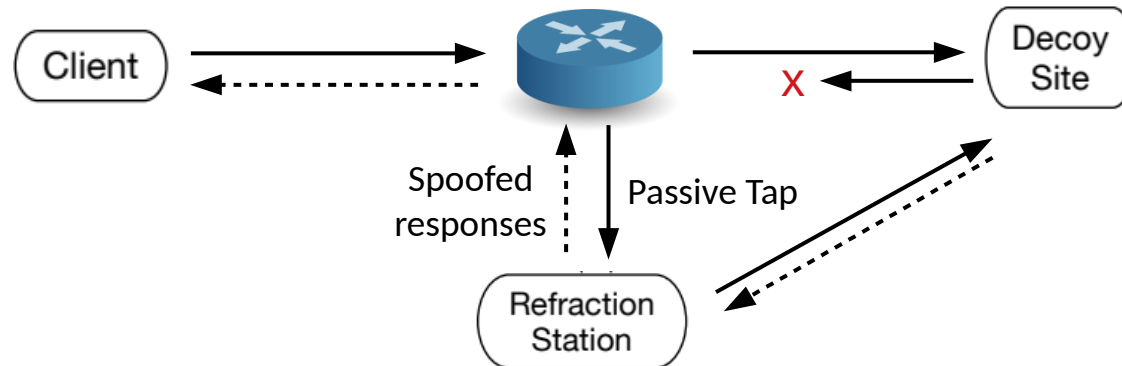 Client
Decoy
Site
X
Spoofed
responses
Passive Tap
Refraction
Station